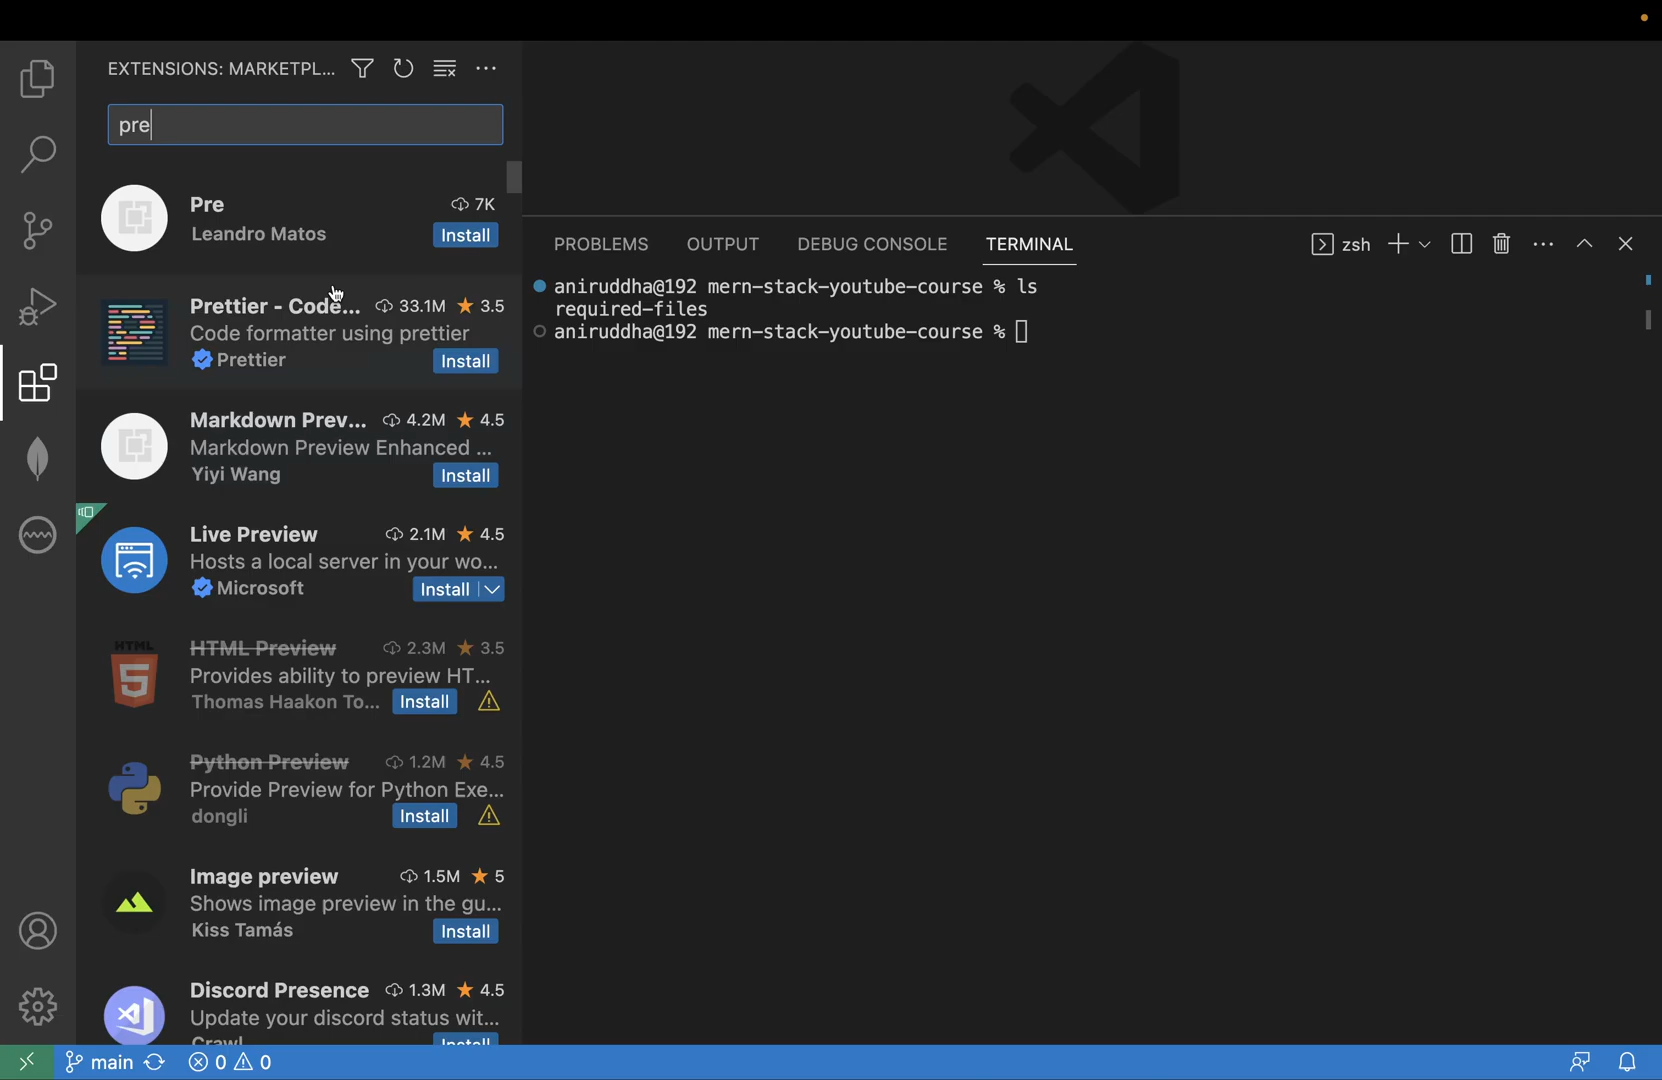 EXTENSIONS: MARKETPL...
pre
Pre 7K
Leandro Matos Install
Prettier - Code... 33.1M 3.5
Code formatter using prettier
Prettier Install
Markdown Prev... 4.2M 4.5
Markdown Preview Enhanced ...
Yiyi Wang Install
Live Preview 2.1M 4.5
Hosts a local server in your wo...
Microsoft Install
HTML
HTML Preview 2.3M 3.5
Provides ability to preview HT...
Thomas Haakon To... Install
Python Preview 1.2M 4.5
Provide Preview for Python Exe...
dongli Install
Image preview 1.5M 5
Shows image preview in the gu...
Kiss Tamás Install
Discord Presence 1.3M 4.5
Update your discord status wit...
Crawl Install
PROBLEMS OUTPUT DEBUG CONSOLE TERMINAL zsh
aniruddha@192 mern-stack-youtube-course % ls
required-files
aniruddha@192 mern-stack-youtube-course %
main 0 0